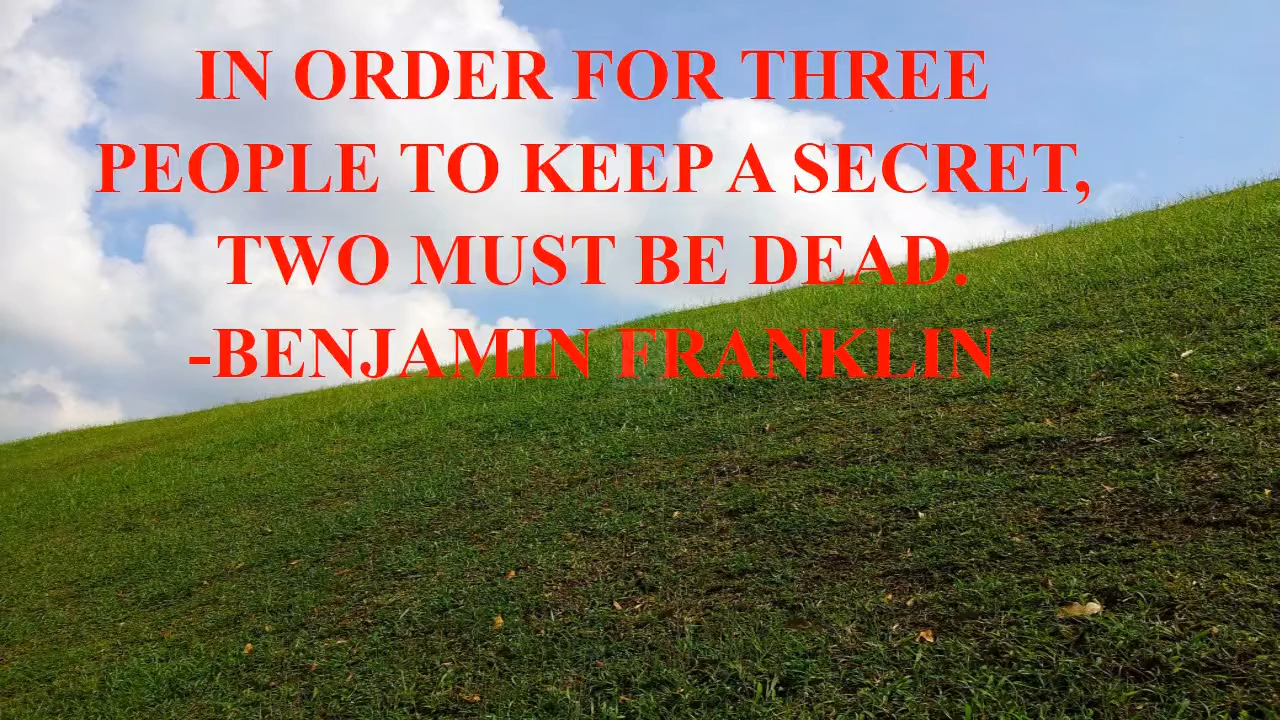 IN ORDER FOR THREE
PEOPLE TO KEEP A SECRET,
TWO MUST BE DEAD.
-BENJAMIN FRANKLIN